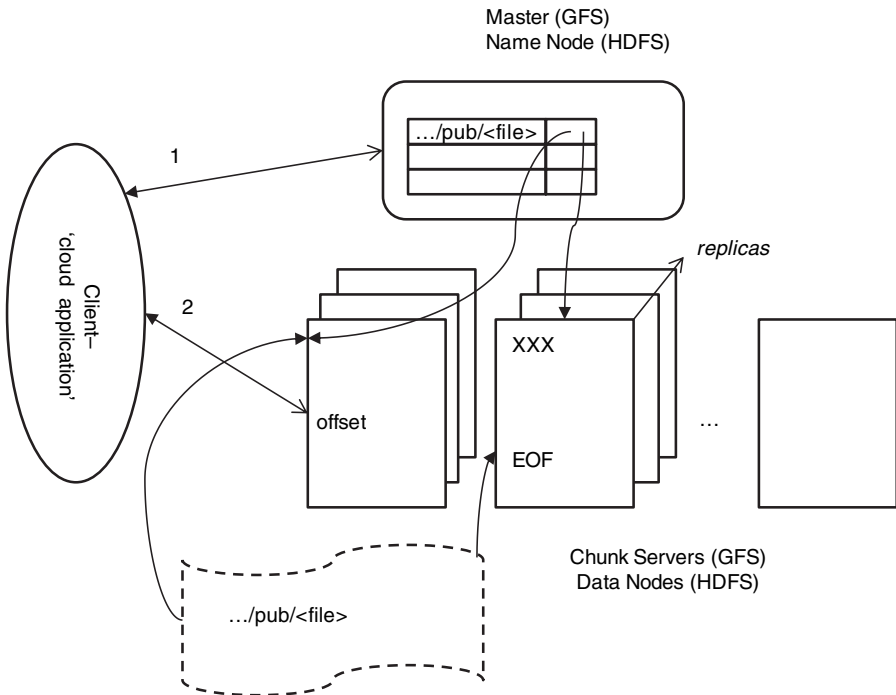 Master (GFS)
Name Node (HDFS)
…/pub/<file>
1
Client–
‘cloud application’
2
replicas
XXX
offset
…
EOF
Chunk Servers (GFS)
Data Nodes (HDFS)
…/pub/<file>